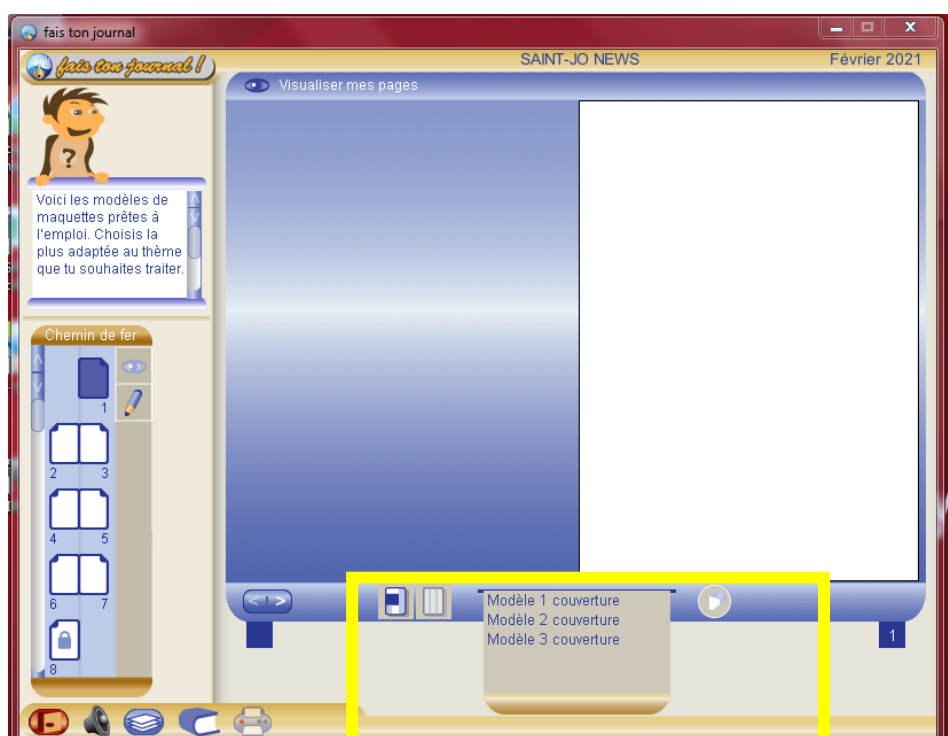 fais ton journal
fais ton journal !
SAINT-JO NEWS
Février 2021
Visualiser mes pages
?
Voici les modèles de
maquettes prêtes à
l'emploi. Choisis la
plus adaptée au thème
que tu souhaites traiter.
Chemin de fer
1
2 3
4 5
6 7
8
Modèle 1 couverture
Modèle 2 couverture
Modèle 3 couverture
1